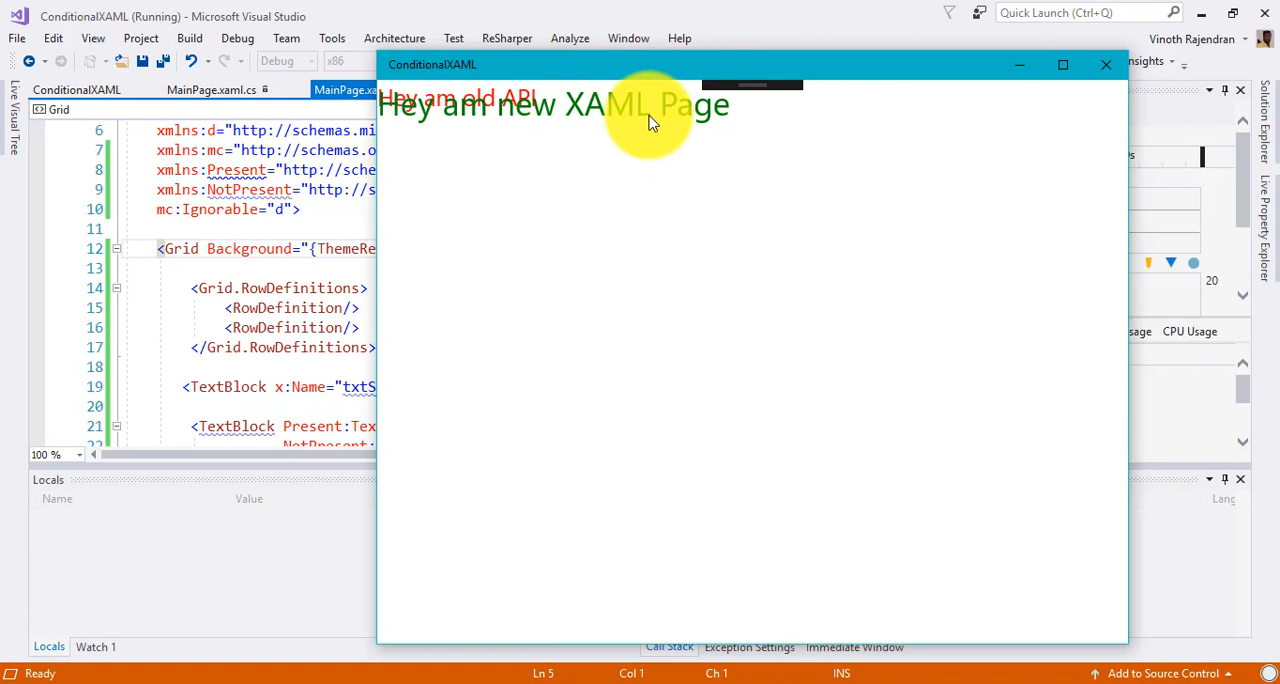 ConditionalXAML (Running) - Microsoft Visual Studio
Quick Launch (Ctrl+Q)
File Edit View Project Build Debug Team Tools Architecture Test ReSharper Analyze Window Help
Vinoth Rajendran
Debug x86
ConditionalXAML
ConditionalXAML MainPage.xaml.cs MainPage.xa
Hey am old API
Hey am new XAML Page
Grid
6 xmlns:d="http://schemas.mi
7 xmlns:mc="http://schemas.o
8 xmlns:Present="http://sche
9 xmlns:NotPresent="http://s
10 mc:Ignorable="d">
11
12 <Grid Background="{ThemeRe
13
14 <Grid.RowDefinitions>
15 <RowDefinition/>
16 <RowDefinition/>
17 </Grid.RowDefinitions>
18
19 <TextBlock x:Name="txtS
20
21 <TextBlock Present:Tex
22 NotPresent:
100 %
Live Visual Tree
Solution Explorer
Live Property Explorer
20
sage CPU Usage
Locals
Name Value
Lang
Locals Watch 1
Call Stack Exception Settings Immediate Window
Ready Ln 5 Col 1 Ch 1 INS Add to Source Control